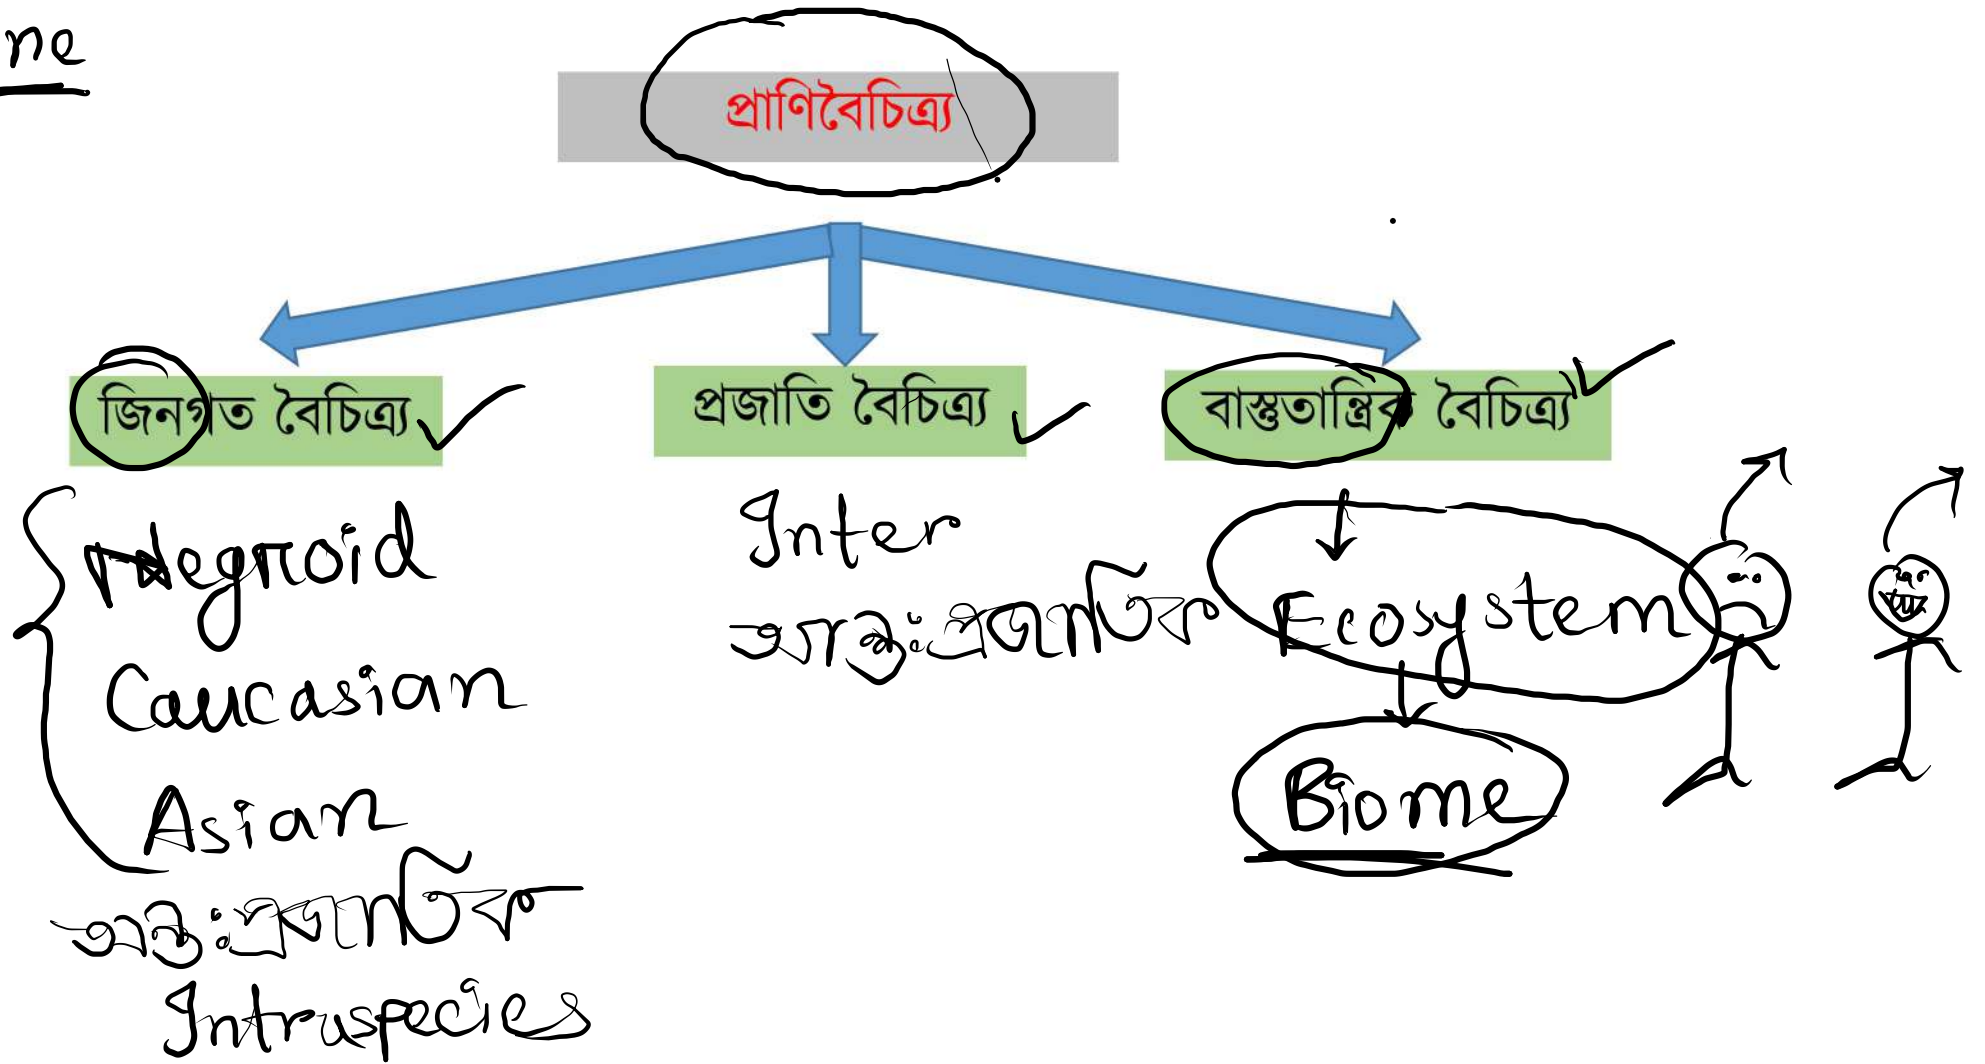 ne
প্রাণিবৈচিত্র্য
জিনগত বৈচিত্র্য
প্রজাতি বৈচিত্র্য
বাস্তুতান্ত্রিক বৈচিত্র্য
Negroid
Caucasian
Asian
অন্তঃপ্রজাতিক
Intraspecies
Inter
আন্তঃপ্রজাতিক
Ecosystem
Biome